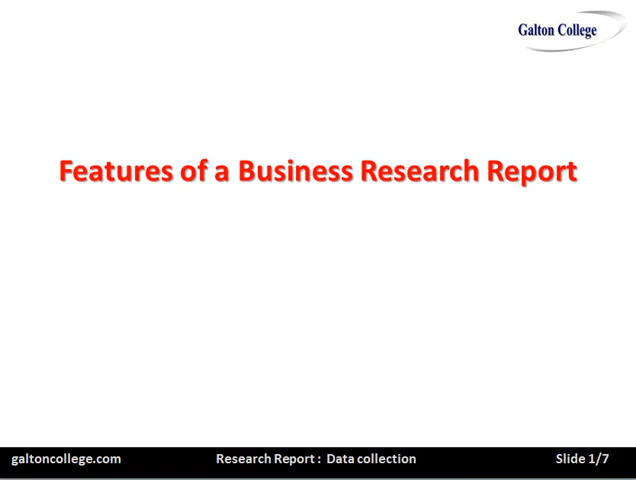 Galton College
Features of a Business Research Report
galtoncollege.com
Research Report : Data collection
Slide 1/7